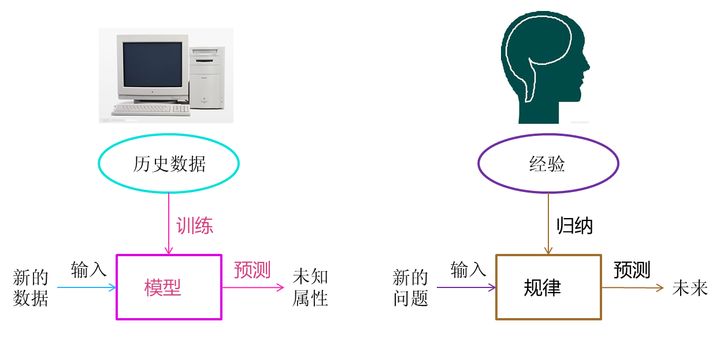 历史数据
训练
输入
模型
预测
新的
数据
未知
属性
经验
归纳
输入
规律
预测
新的
问题
未来